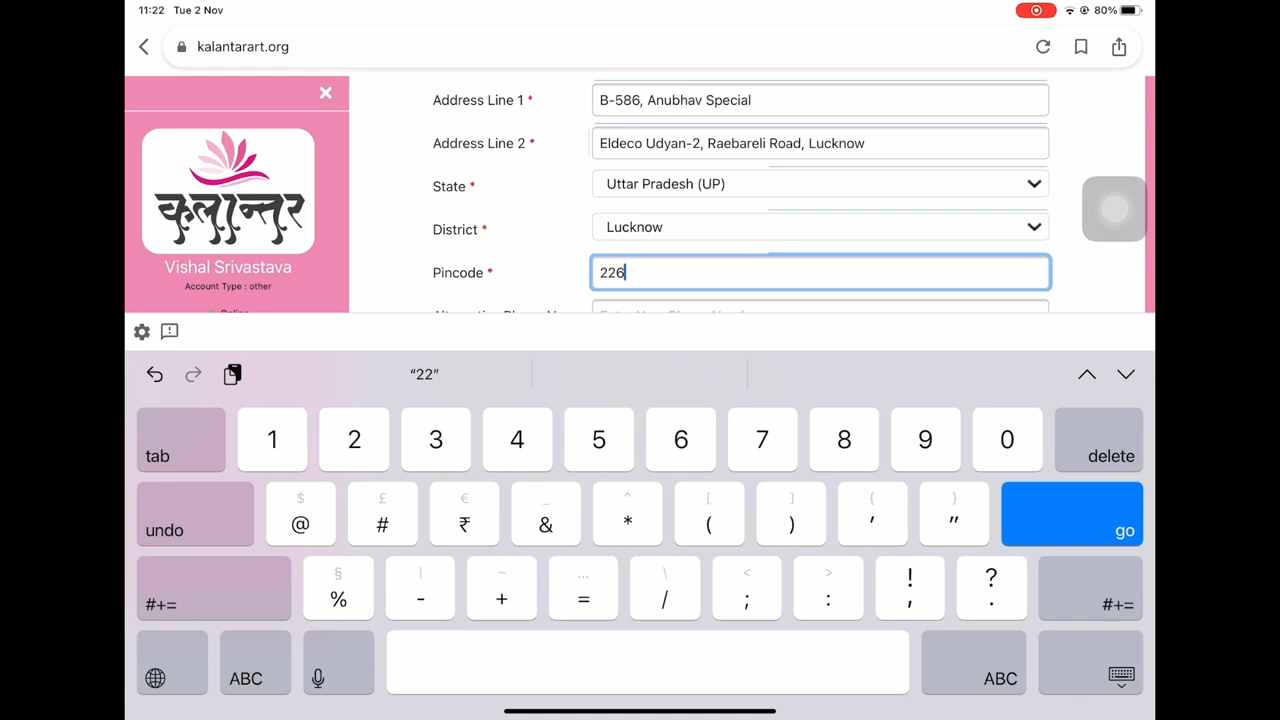 11:22 Tue 2 Nov
80%
kalantarart.org
×
कलान्तर
Vishal Srivastava
Account Type : other
Online
Address Line 1 * B-586, Anubhav Special
Address Line 2 * Eldeco Udyan-2, Raebareli Road, Lucknow
State * Uttar Pradesh (UP)
District * Lucknow
Pincode * 226
“22”
tab 1 2 3 4 5 6 7 8 9 0 delete
$ £ € _ ^ [ ] { }
undo @ # ₹ & * ( ) ' " go
§ | ~ … \ < > ! ?
#+= % - + = / ; : , . #+=
ABC ABC